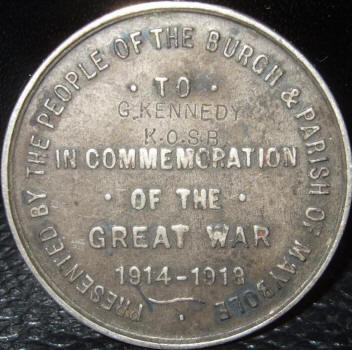 PRESENTED BY THE PEOPLE OF THE BURGH & PARISH OF MAYBOLE
· TO ·
G. KENNEDY
K.O.S.B
IN COMMEMORATION
· OF THE ·
GREAT WAR
1914-1919